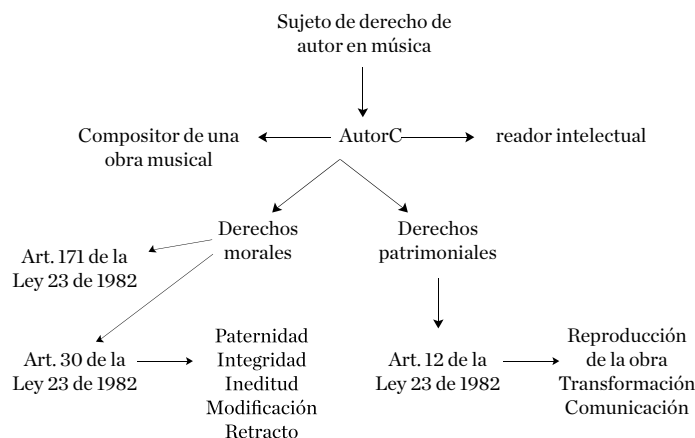 Sujeto de derecho de
autor en música
Compositor de una
obra musical
AutorC
reador intelectual
Derechos
morales
Derechos
patrimoniales
Art. 171 de la
Ley 23 de 1982
Art. 30 de la
Ley 23 de 1982
Paternidad
Integridad
Ineditud
Modificación
Retracto
Art. 12 de la
Ley 23 de 1982
Reproducción
de la obra
Transformación
Comunicación